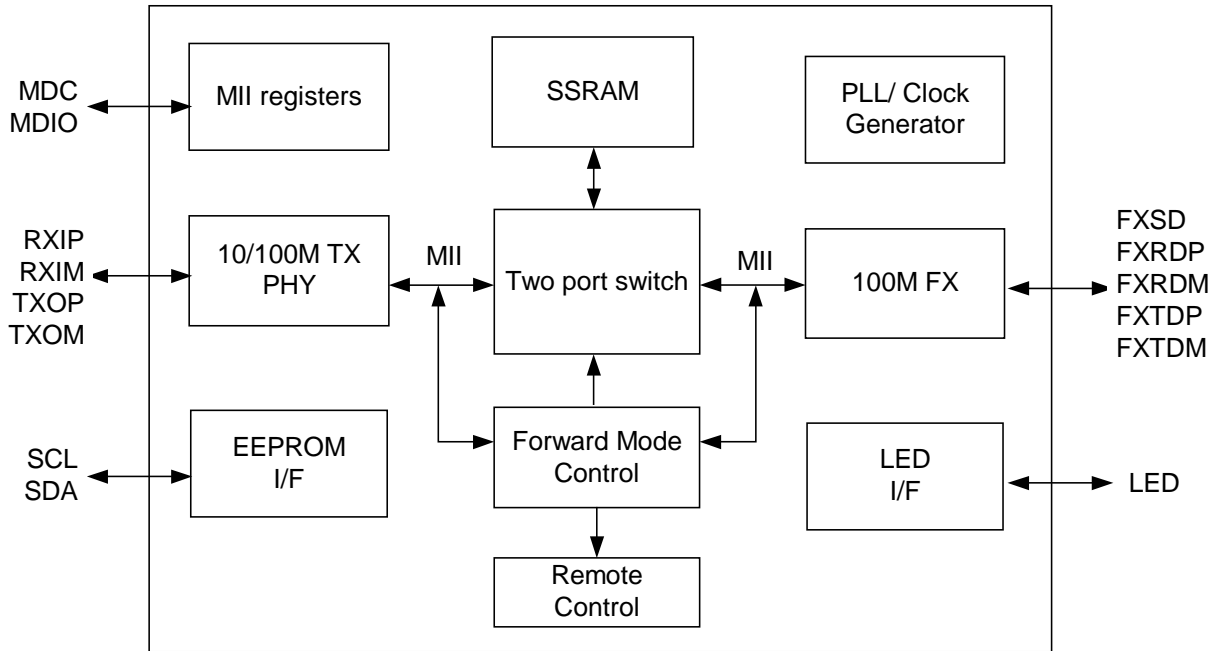 MDC
MDIO
MII registers
SSRAM
PLL/ Clock
Generator
RXIP
RXIM
TXOP
TXOM
10/100M TX
PHY
MII
Two port switch
MII
100M FX
FXSD
FXRDP
FXRDM
FXTDP
FXTDM
SCL
SDA
EEPROM
I/F
Forward Mode
Control
LED
I/F
LED
Remote
Control